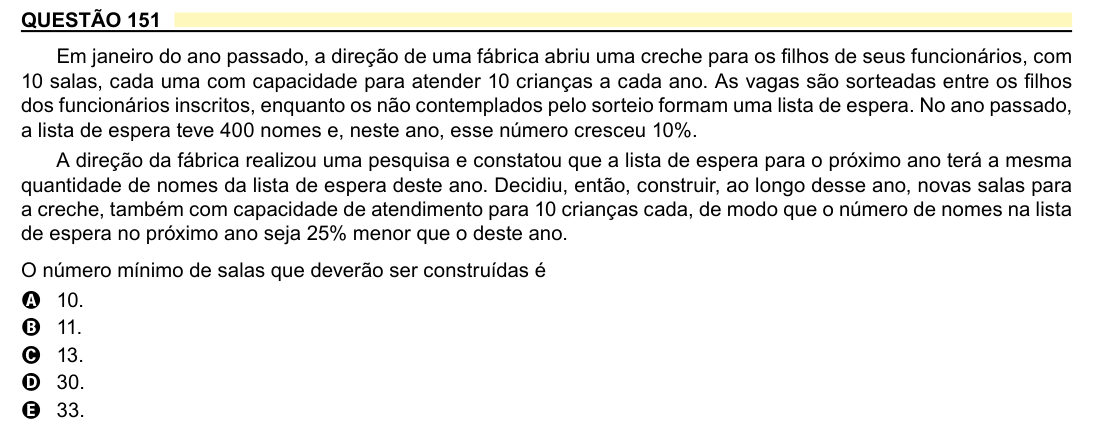 QUESTÃO 151
Em janeiro do ano passado, a direção de uma fábrica abriu uma creche para os filhos de seus funcionários, com
10 salas, cada uma com capacidade para atender 10 crianças a cada ano. As vagas são sorteadas entre os filhos
dos funcionários inscritos, enquanto os não contemplados pelo sorteio formam uma lista de espera. No ano passado,
a lista de espera teve 400 nomes e, neste ano, esse número cresceu 10%.
A direção da fábrica realizou uma pesquisa e constatou que a lista de espera para o próximo ano terá a mesma
quantidade de nomes da lista de espera deste ano. Decidiu, então, construir, ao longo desse ano, novas salas para
a creche, também com capacidade de atendimento para 10 crianças cada, de modo que o número de nomes na lista
de espera no próximo ano seja 25% menor que o deste ano.
O número mínimo de salas que deverão ser construídas é
A 10.
B 11.
C 13.
D 30.
E 33.